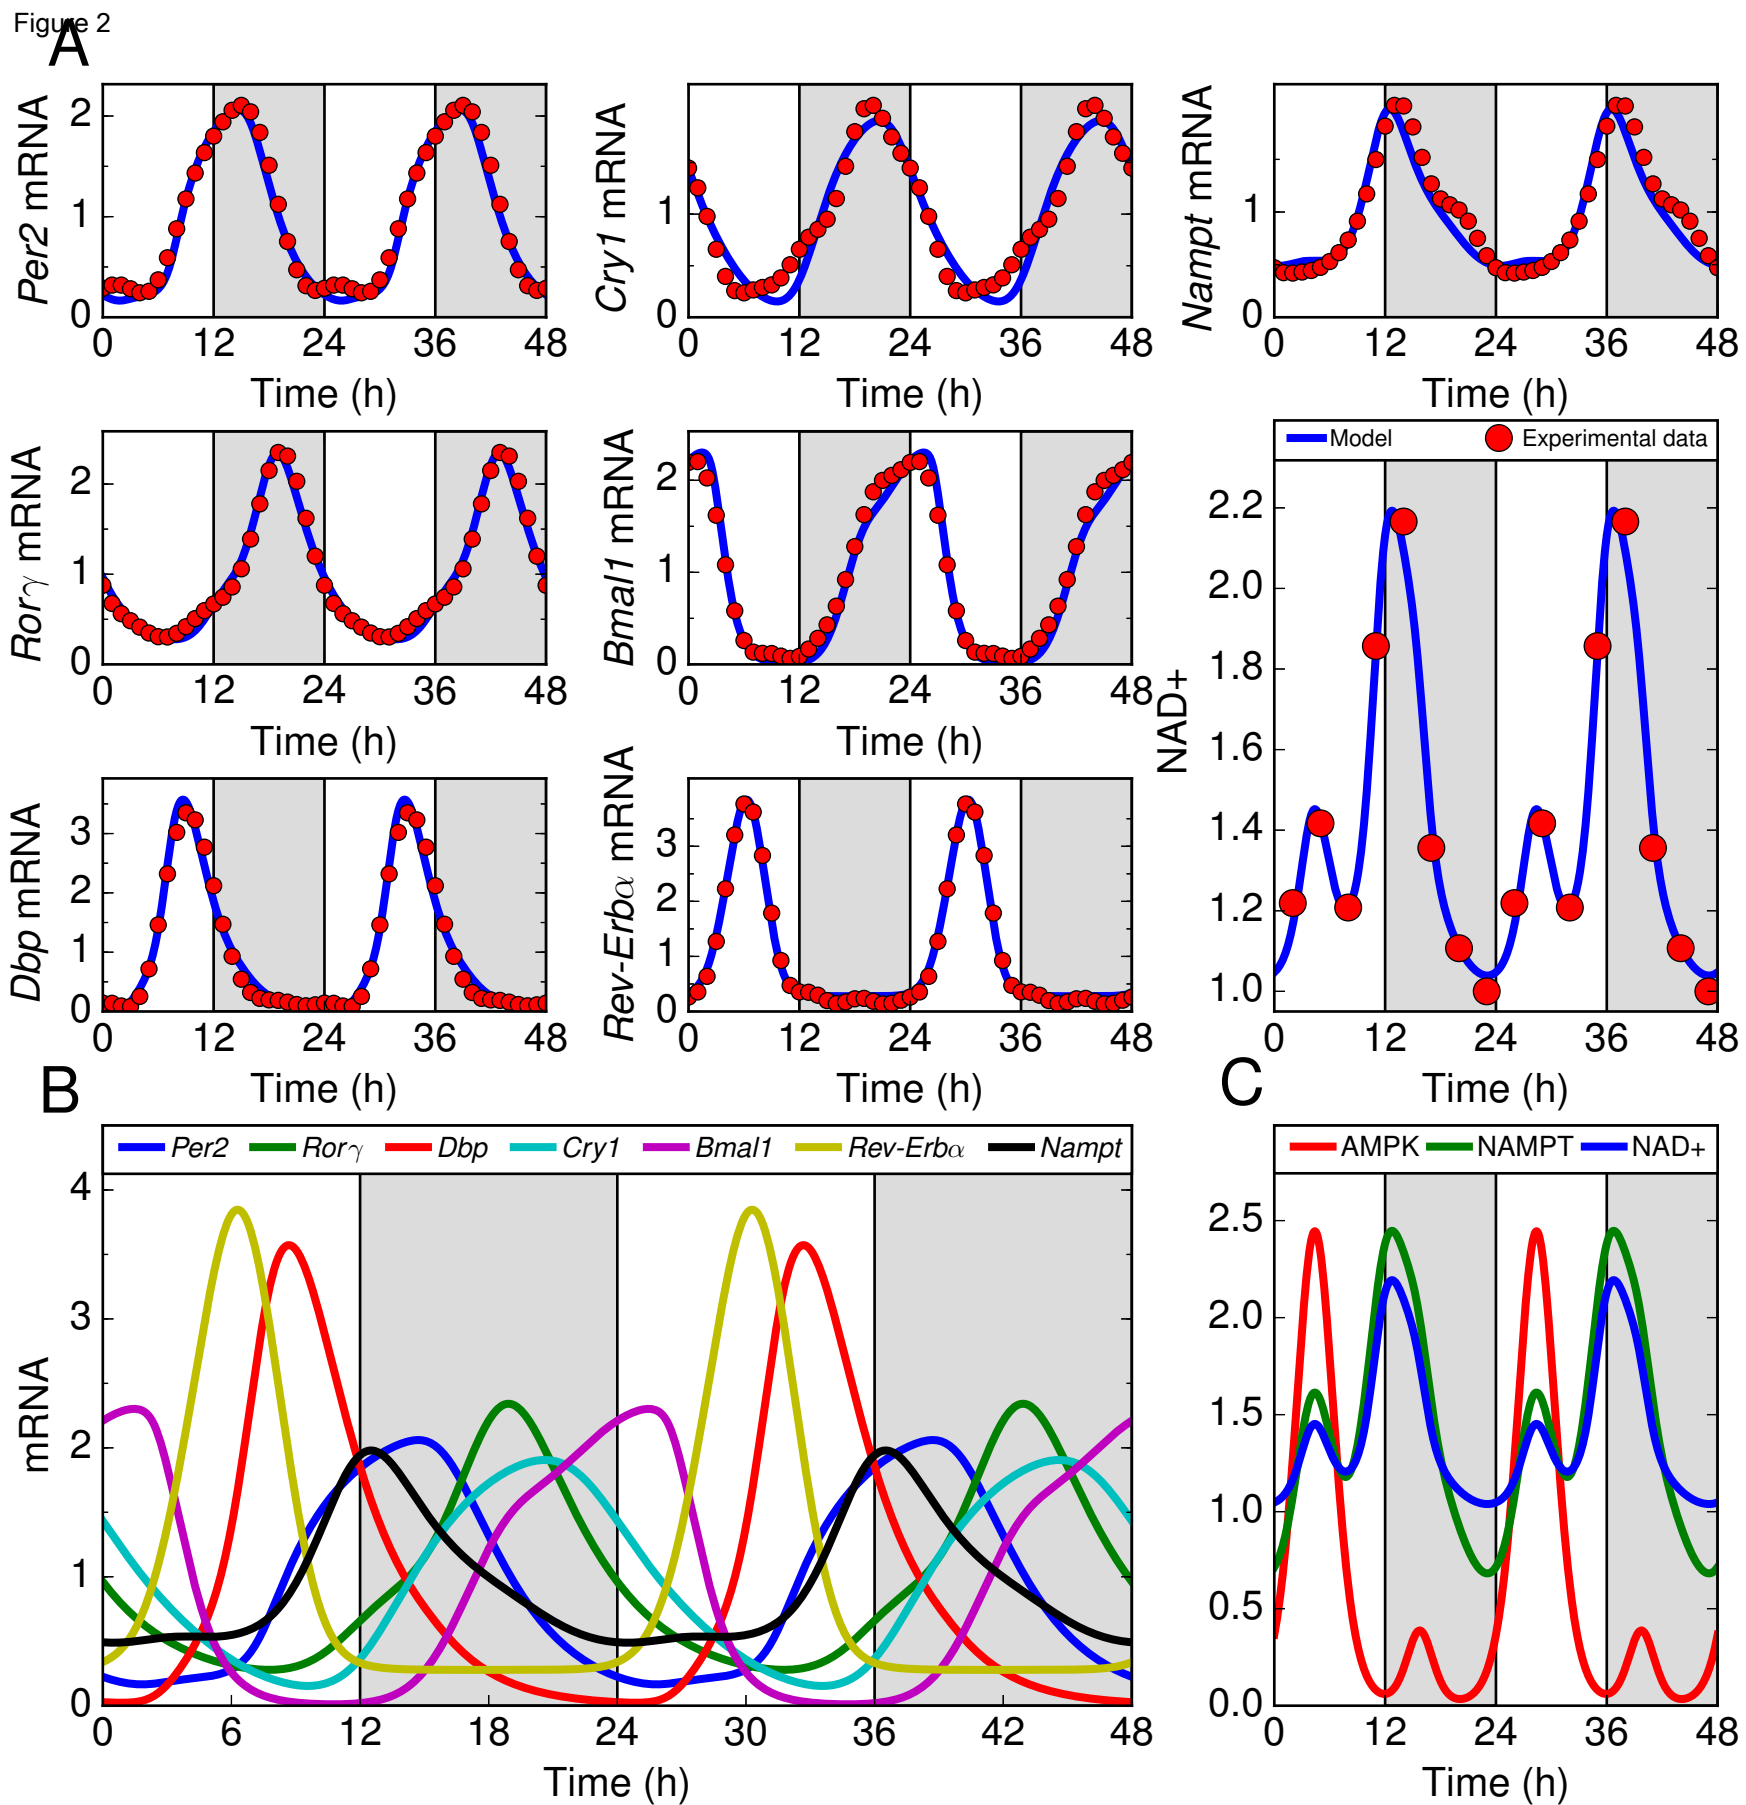 Figure 2
A
Per2 mRNA
2
1
0
0 12 24 36 48
Time (h)
Cry1 mRNA
1
0
0 12 24 36 48
Time (h)
Nampt mRNA
1
0
0 12 24 36 48
Time (h)
Rorγ mRNA
2
1
0
0 12 24 36 48
Time (h)
Bmal1 mRNA
2
1
0
0 12 24 36 48
Time (h)
Model Experimental data
NAD+
2.2
2.0
1.8
1.6
1.4
1.2
1.0
0 12 24 36 48
Time (h)
Dbp mRNA
3
2
1
0
0 12 24 36 48
Time (h)
Rev-Erbα mRNA
3
2
1
0
0 12 24 36 48
Time (h)
B
Per2 Rorγ Dbp Cry1 Bmal1 Rev-Erbα Nampt
mRNA
4
3
2
1
0
0 6 12 18 24 30 36 42 48
Time (h)
C
AMPK NAMPT NAD+
2.5
2.0
1.5
1.0
0.5
0.0
0 12 24 36 48
Time (h)